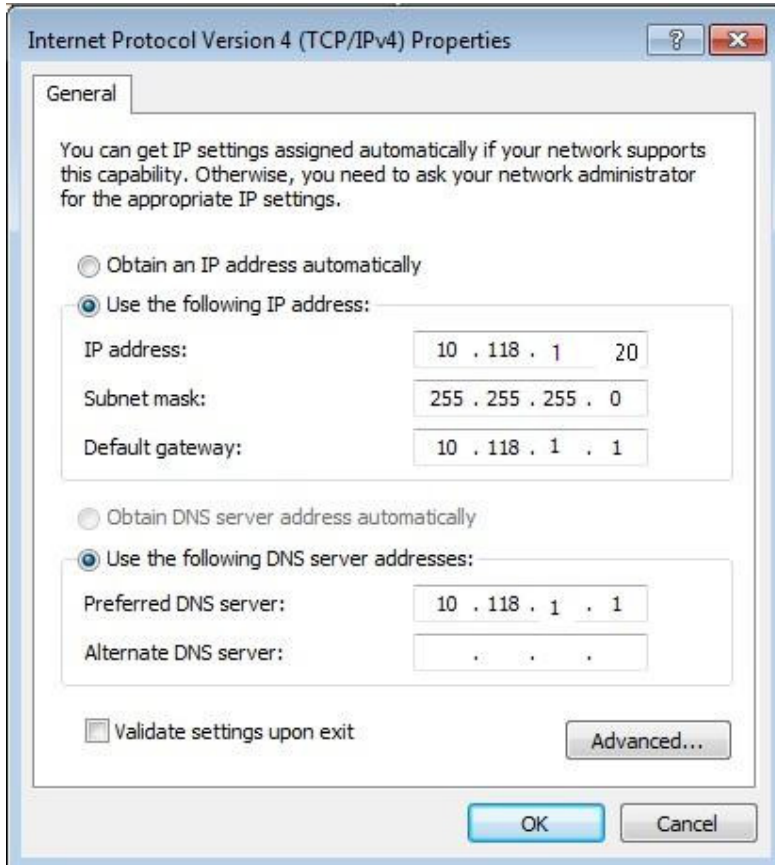 Internet Protocol Version 4 (TCP/IPv4) Properties
General
You can get IP settings assigned automatically if your network supports
this capability. Otherwise, you need to ask your network administrator
for the appropriate IP settings.
Obtain an IP address automatically
Use the following IP address:
IP address: 10 . 118 . 1 20
Subnet mask: 255 . 255 . 255 . 0
Default gateway: 10 . 118 . 1 . 1
Obtain DNS server address automatically
Use the following DNS server addresses:
Preferred DNS server: 10 . 118 . 1 . 1
Alternate DNS server: . . .
Validate settings upon exit
Advanced...
OK Cancel